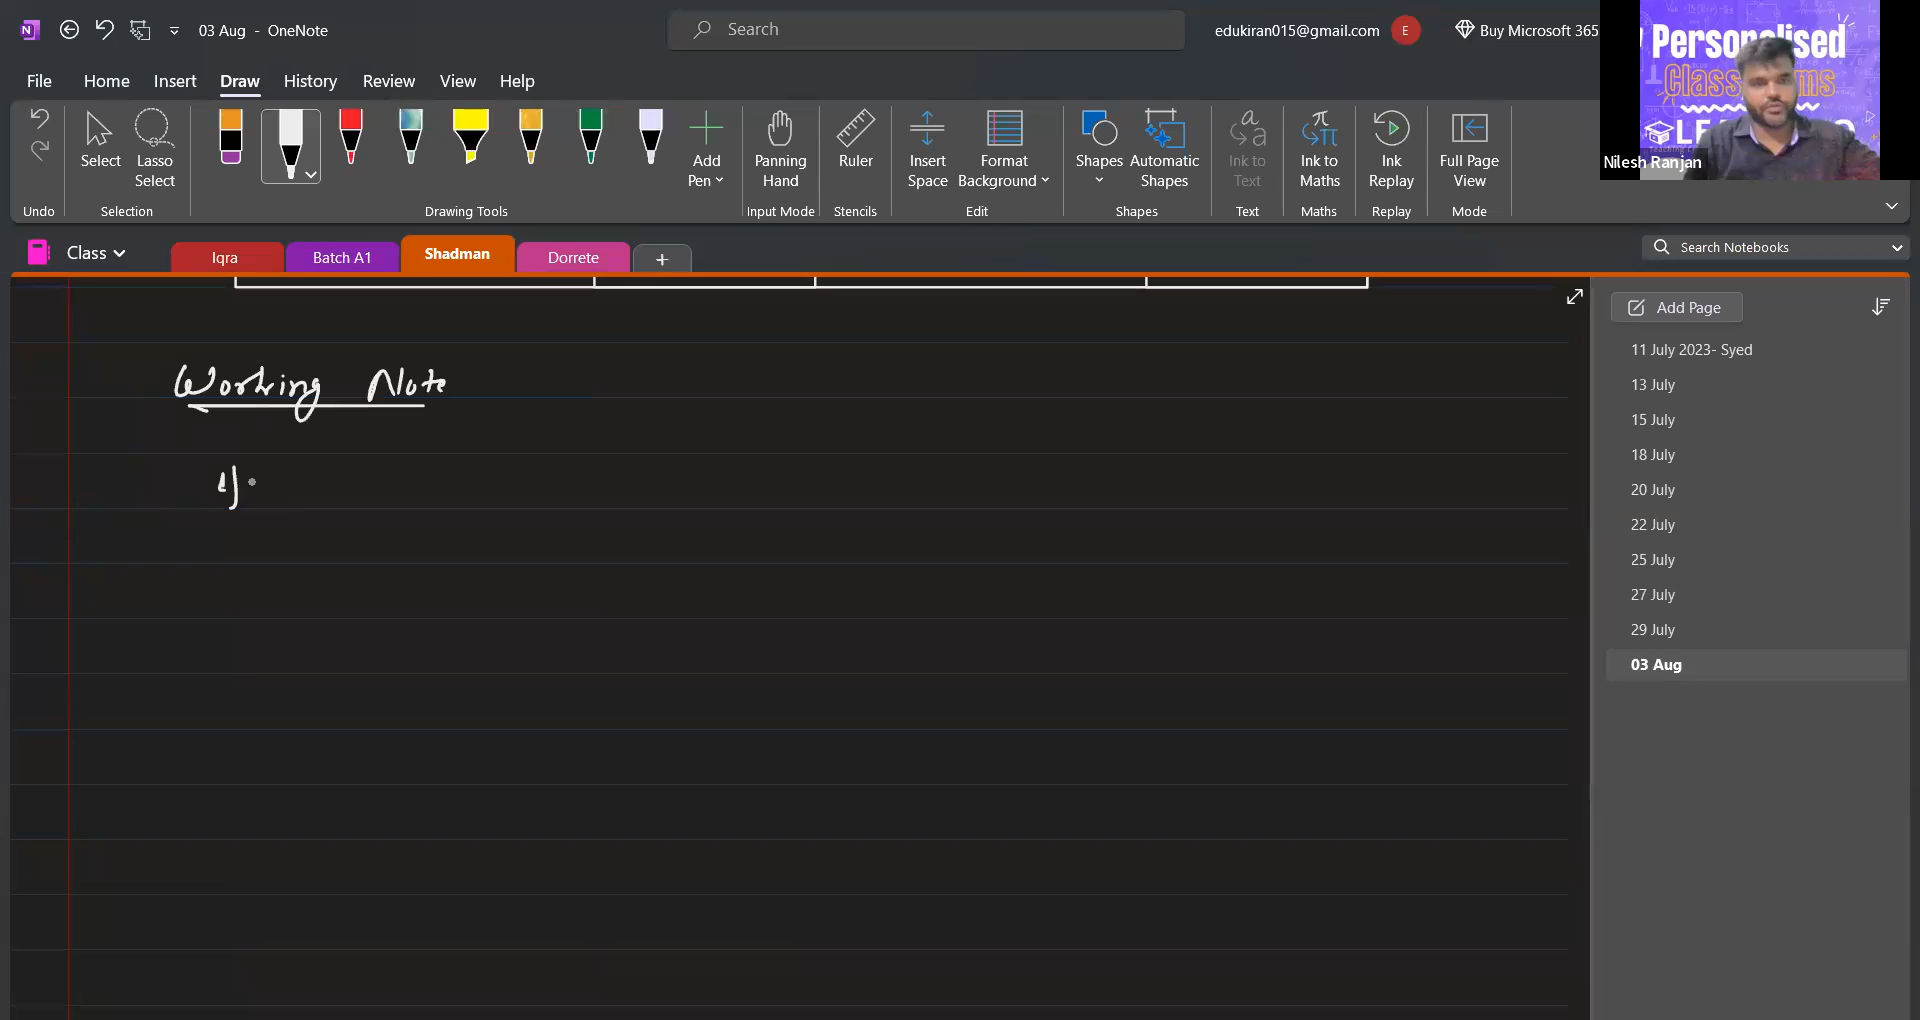 03 Aug - OneNote
Search
edukiran015@gmail.com
E
Buy Microsoft 365
Personalised
Nilesh Ranjan
File Home Insert Draw History Review View Help
Select
Lasso Select
Add Pen
Panning Hand
Ruler
Insert Space
Format Background
Shapes
Automatic Shapes
Ink to Text
Ink to Maths
Ink Replay
Full Page View
Undo
Selection
Drawing Tools
Input Mode
Stencils
Edit
Shapes
Text
Maths
Replay
Mode
Class
Iqra
Batch A1
Shadman
Dorrete
+
Search Notebooks
Add Page
11 July 2023- Syed
13 July
15 July
18 July
20 July
22 July
25 July
27 July
29 July
03 Aug
Working Note
1)